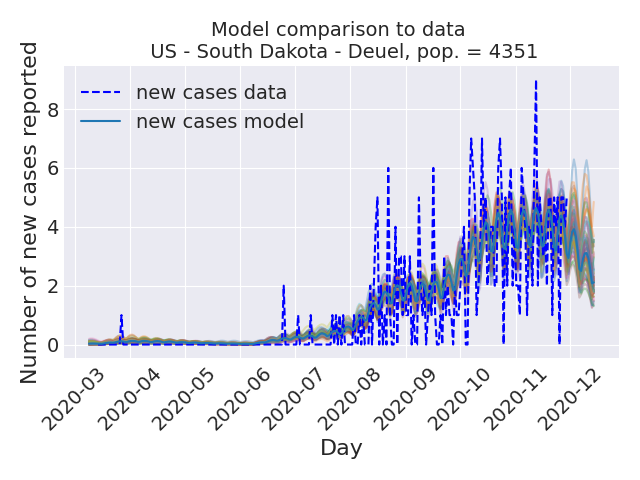 Model comparison to data
US - South Dakota - Deuel, pop. = 4351
Number of new cases reported
new cases data
new cases model
8
6
4
2
0
2020-03
2020-04
2020-05
2020-06
2020-07
2020-08
2020-09
2020-10
2020-11
2020-12
Day